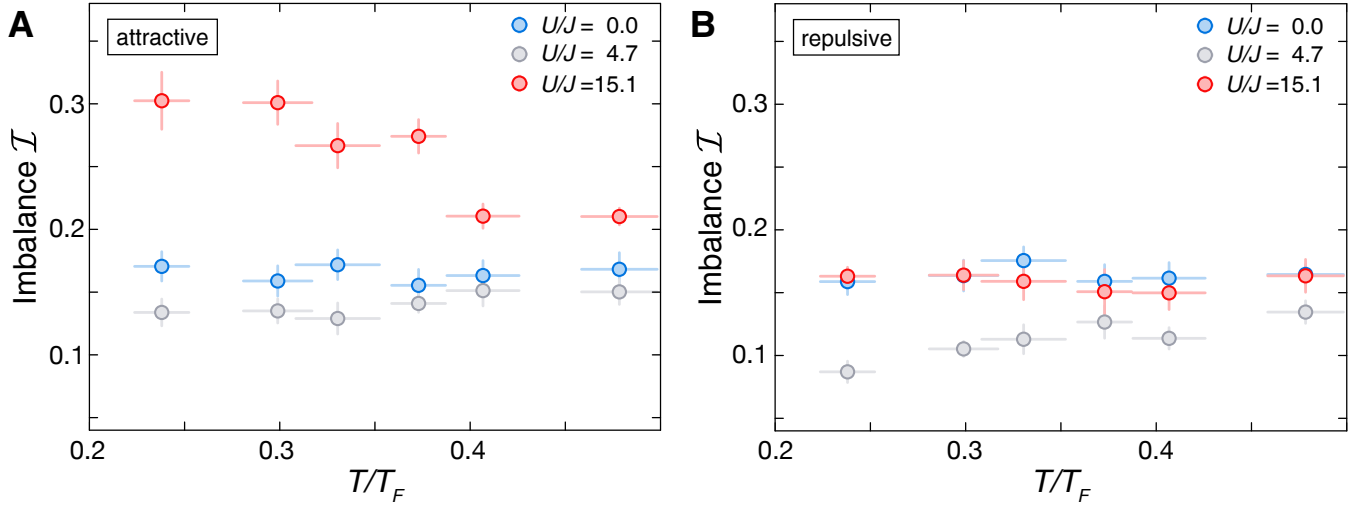 A
attractive
U/J = 0.0
U/J = 4.7
U/J =15.1
Imbalance ℐ
0.3
0.2
0.1
0.2
0.3
0.4
T/T_F
B
repulsive
U/J = 0.0
U/J = 4.7
U/J =15.1
Imbalance ℐ
0.3
0.2
0.1
0.2
0.3
0.4
T/T_F